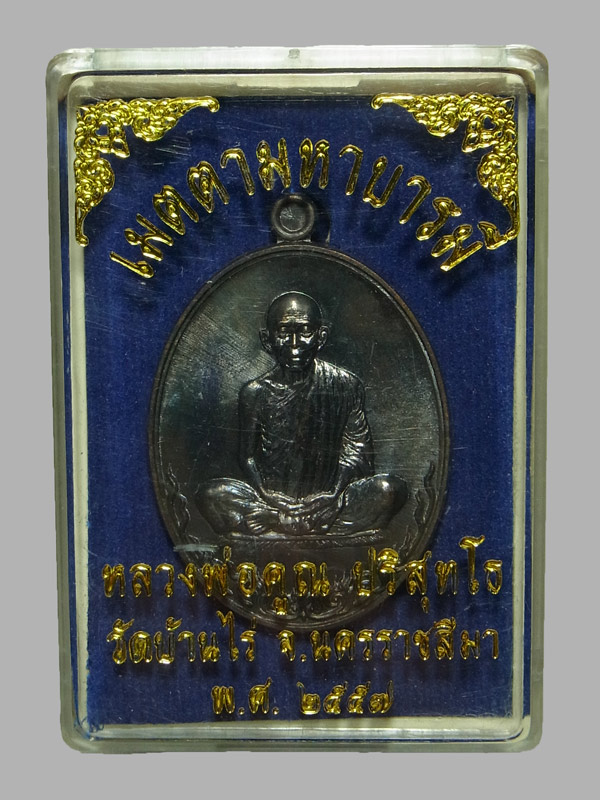 เมตตามหาบารมี
หลวงพ่อคูณ ปริสุทโธ
วัดบ้านไร่ จ.นครราชสีมา
พ.ศ. ๒๕๕๗